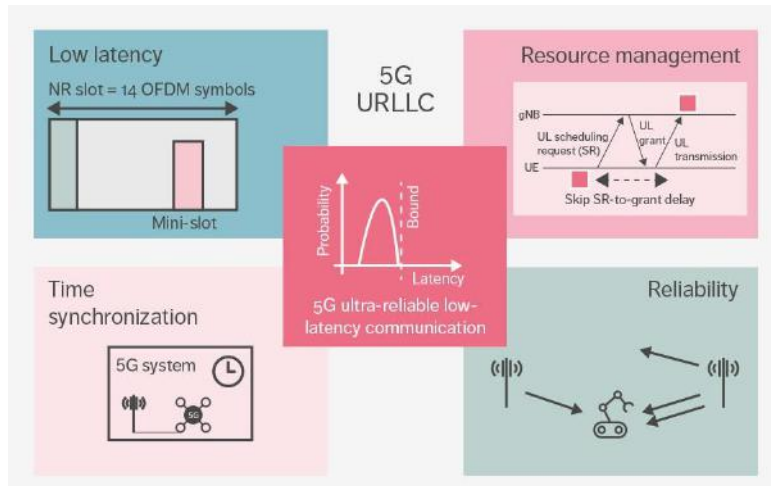 Low latency
NR slot = 14 OFDM symbols
Mini-slot
5G
URLLC
Resource management
gNB
UL scheduling
request (SR)
UL
grant
UL
transmission
UE
Skip SR-to-grant delay
Probability
Bound
Latency
5G ultra-reliable low-
latency communication
Time
synchronization
5G system
5G
Reliability